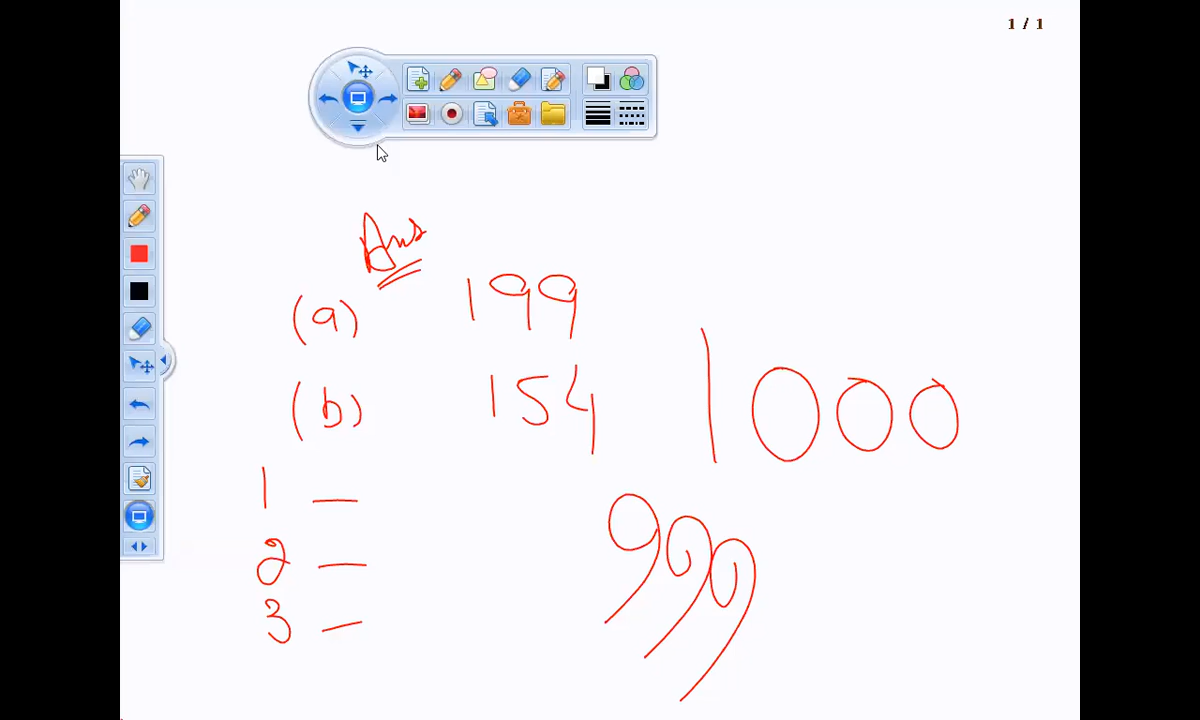 1 / 1
Ans
(a) 199
(b) 154
1000
1 —
2 —
3 —
999